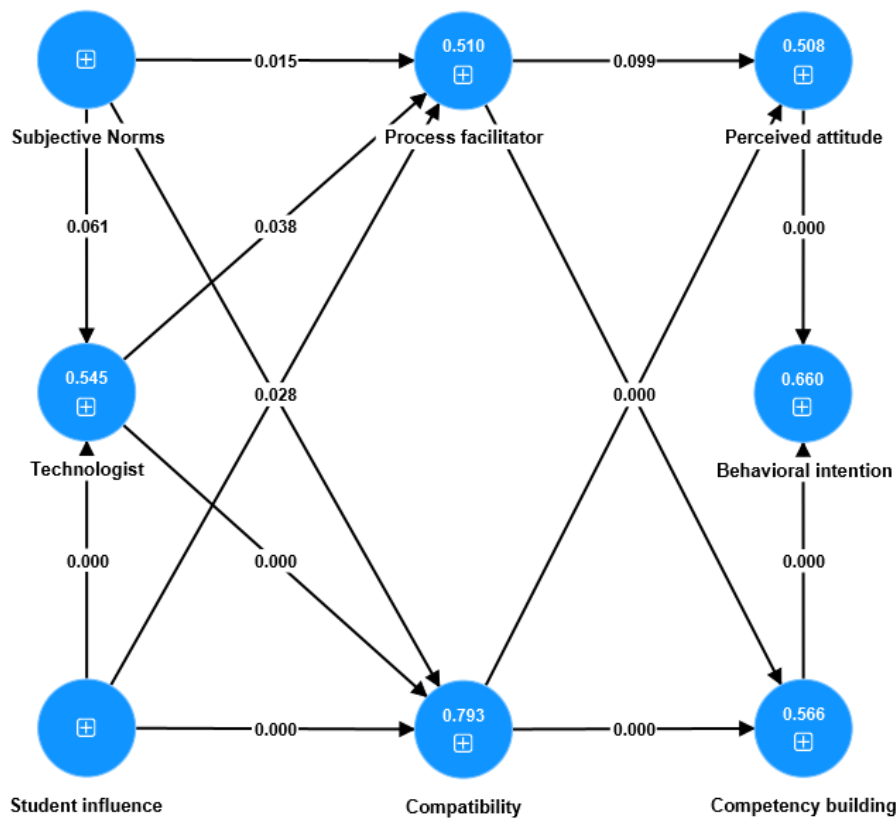 0.510
0.508
0.015
0.099
Subjective Norms
Process facilitator
Perceived attitude
0.061
0.038
0.000
0.545
0.028
0.000
0.660
Technologist
Behavioral intention
0.000
0.000
0.000
0.793
0.566
0.000
0.000
Student influence
Compatibility
Competency building